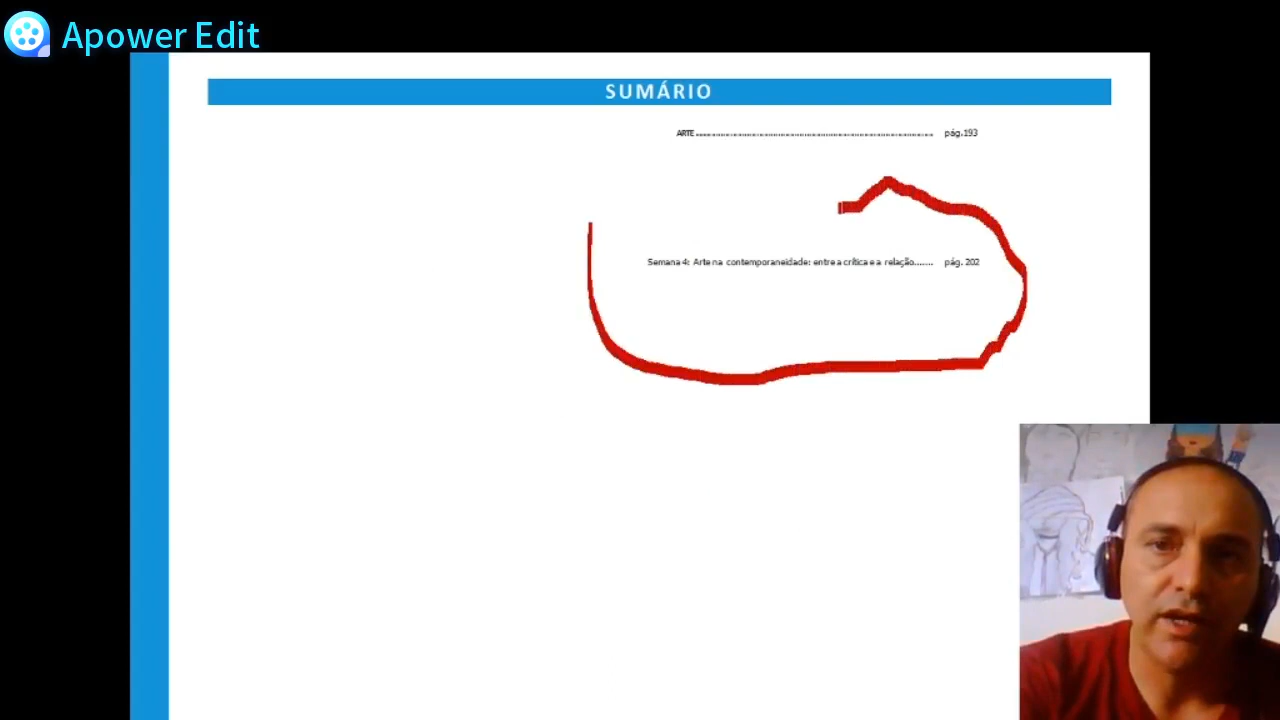 Apower Edit
SUMÁRIO
ARTE ........................................................................................ pág.193
Semana 4: Arte na contemporaneidade: entre a crítica e a relação....... pág. 202